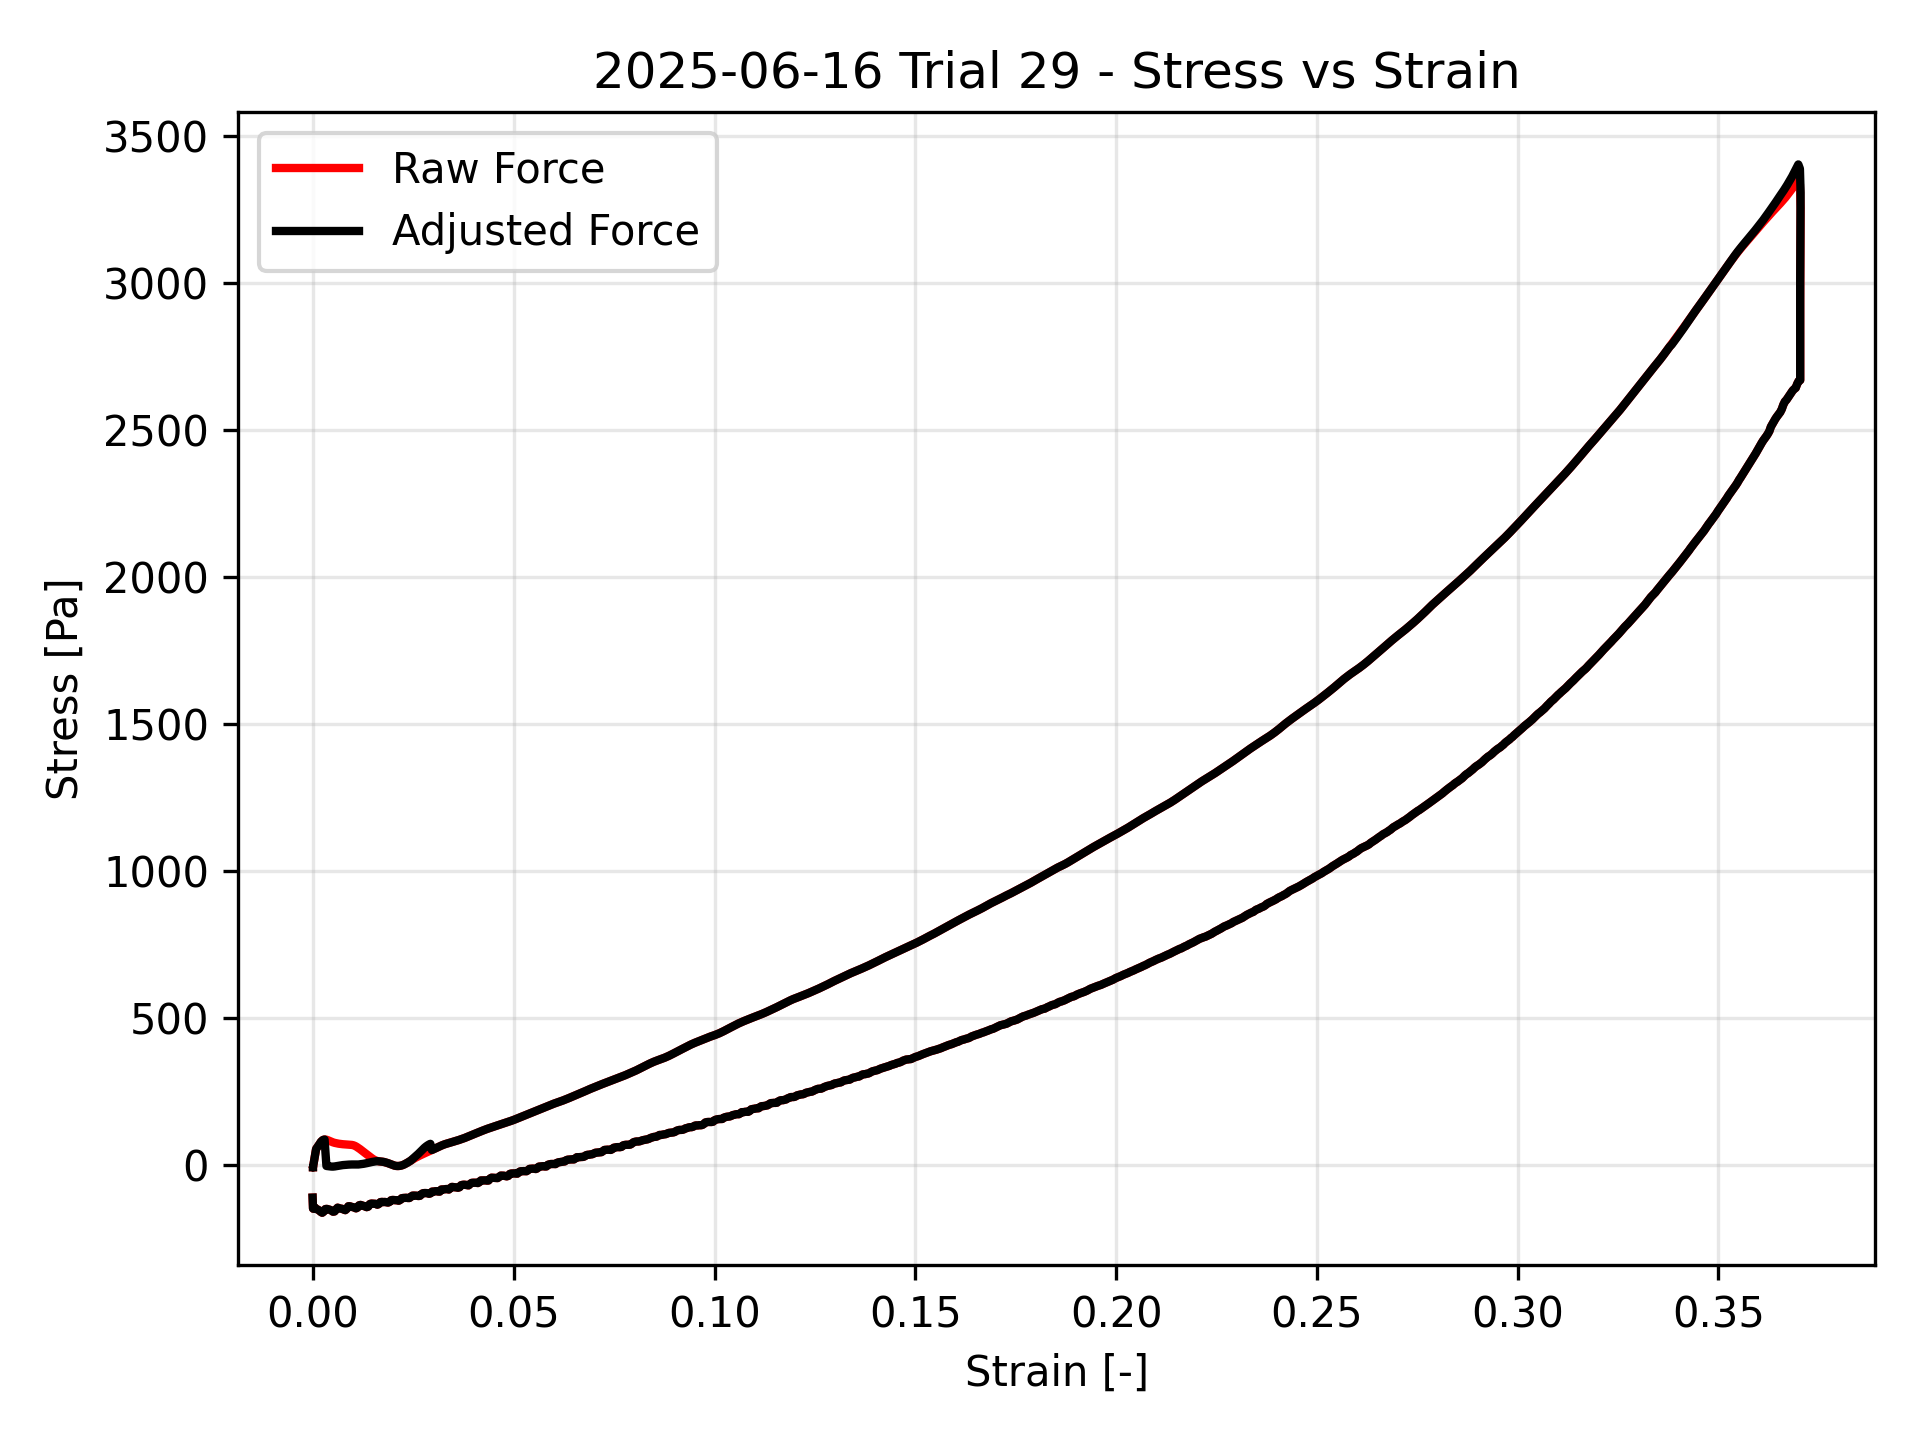 2025-06-16 Trial 29 - Stress vs Strain
Raw Force
Adjusted Force
3500
3000
2500
2000
1500
1000
500
0
Stress [Pa]
0.00 0.05 0.10 0.15 0.20 0.25 0.30 0.35
Strain [-]